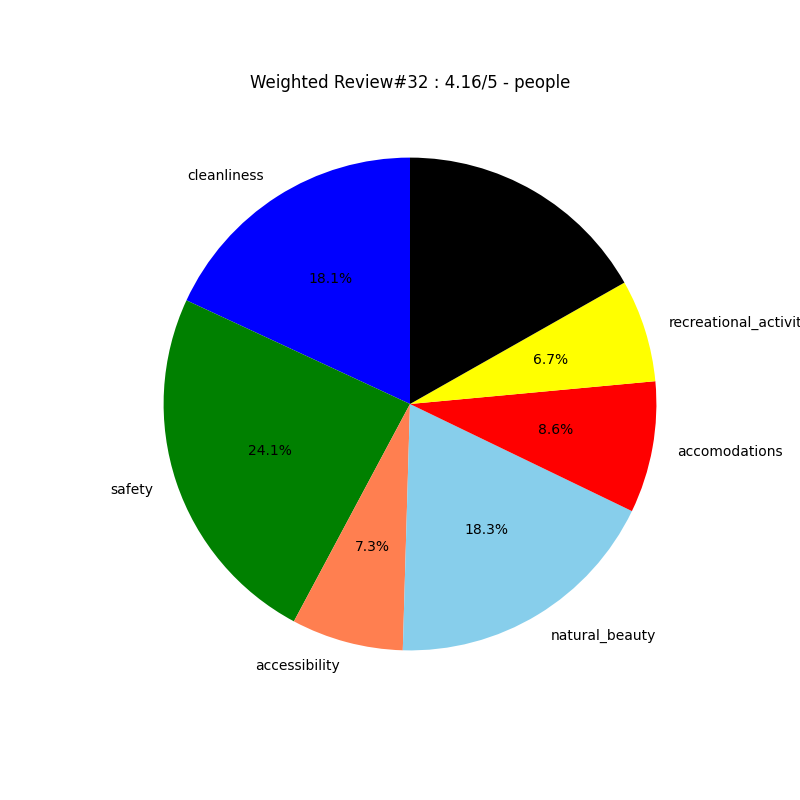 Weighted Review#32 : 4.16/5 - people
cleanliness
18.1%
recreational_activit
6.7%
8.6%
accomodations
24.1%
safety
18.3%
7.3%
natural_beauty
accessibility